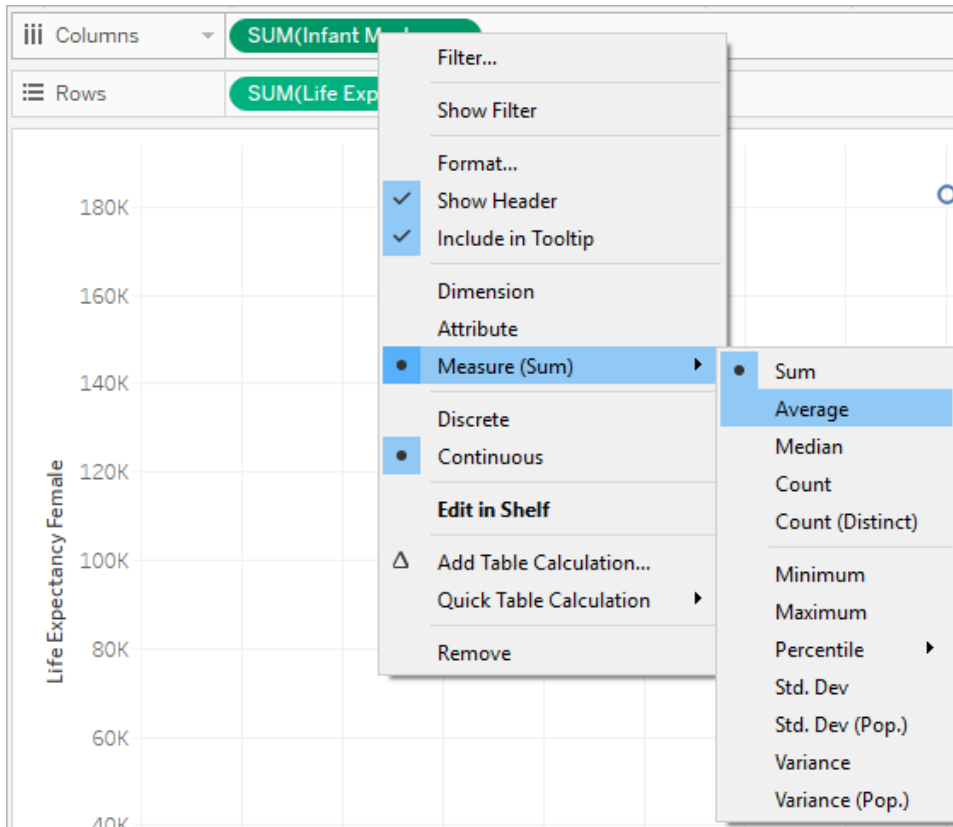 Columns
SUM(Infant
Rows
SUM(Life Exp
Filter...
Show Filter
Format...
Show Header
Include in Tooltip
Dimension
Attribute
Measure (Sum)
Discrete
Continuous
Edit in Shelf
Add Table Calculation...
Quick Table Calculation
Remove
Sum
Average
Median
Count
Count (Distinct)
Minimum
Maximum
Percentile
Std. Dev
Std. Dev (Pop.)
Variance
Variance (Pop.)
Life Expectancy Female
180K
160K
140K
120K
100K
80K
60K
40K